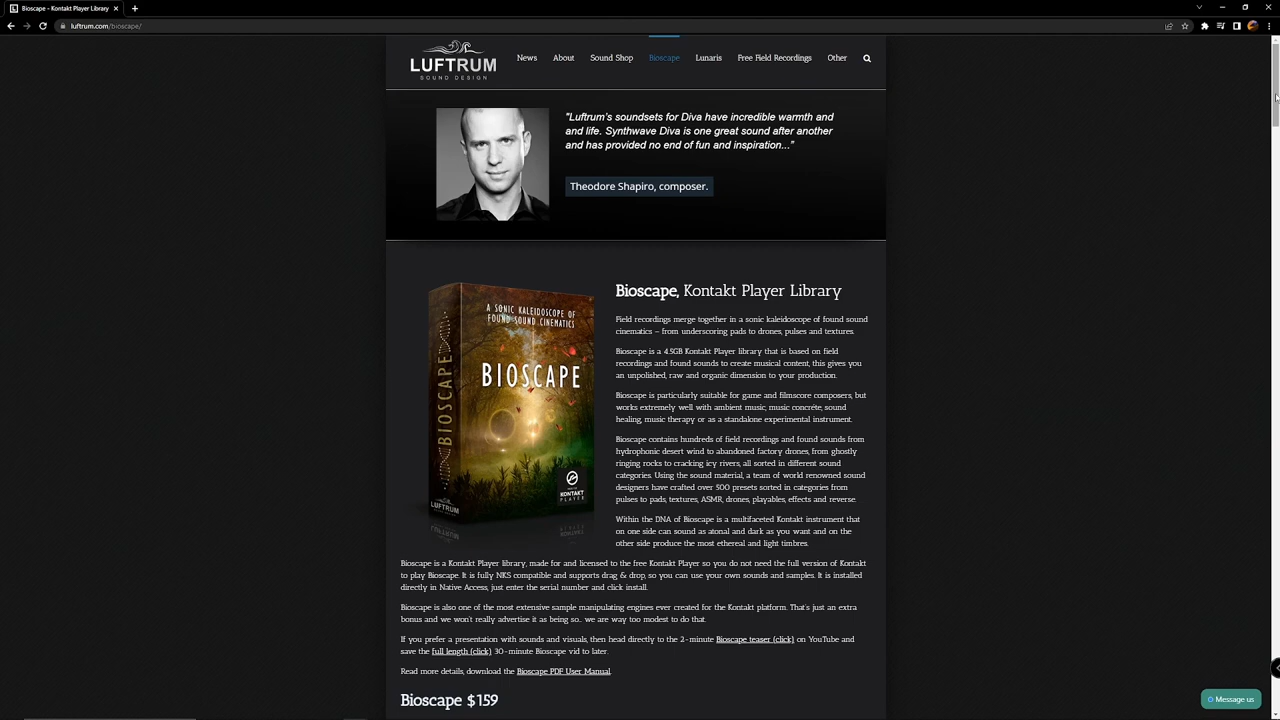 Bioscape - Kontakt Player Library
luftrum.com/bioscape/
LUFTRUM
SOUND DESIGN
News
About
Sound Shop
Bioscape
Lunaris
Free Field Recordings
Other
"Luftrum's soundsets for Diva have incredible warmth and
and life. Synthwave Diva is one great sound after another
and has provided no end of fun and inspiration..."
Theodore Shapiro, composer.
A SONIC KALEIDOSCOPE OF
FOUND SOUND CINEMATICS
BIOSCAPE
BIOSCAPE
KONTAKT
PLAYER
LUFTRUM
Bioscape, Kontakt Player Library
Field recordings merge together in a sonic kaleidoscope of found sound
cinematics – from underscoring pads to drones, pulses and textures.
Bioscape is a 4.5GB Kontakt Player library that is based on field
recordings and found sounds to create musical content, this gives you
an unpolished, raw and organic dimension to your production.
Bioscape is particularly suitable for game and filmscore composers, but
works extremely well with ambient music, music concréte, sound
healing, music therapy or as a standalone experimental instrument.
Bioscape contains hundreds of field recordings and found sounds from
hydrophonic desert wind to abandoned factory drones, from ghostly
ringing rocks to cracking icy rivers, all sorted in different sound
categories. Using the sound material, a team of world renowned sound
designers have crafted over 500 presets sorted in categories from
pulses to pads, textures, ASMR, drones, playables, effects and reverse.
Within the DNA of Bioscape is a multifaceted Kontakt instrument that
on one side can sound as atonal and dark as you want and on the
other side produce the most ethereal and light timbres.
Bioscape is a Kontakt Player library, made for and licensed to the free Kontakt Player so you do not need the full version of Kontakt
to play Bioscape. It is fully NKS compatible and supports drag & drop, so you can use your own sounds and samples. It is installed
directly in Native Access, just enter the serial number and click install.
Bioscape is also one of the most extensive sample manipulating engines ever created for the Kontakt platform. That's just an extra
bonus and we won't really advertise it as being so.. we are way too modest to do that.
If you prefer a presentation with sounds and visuals, then head directly to the 2-minute Bioscape teaser (click) on YouTube and
save the full length (click) 30-minute Bioscape vid to later.
Read more details, download the Bioscape PDF User Manual.
Bioscape $159
Message us